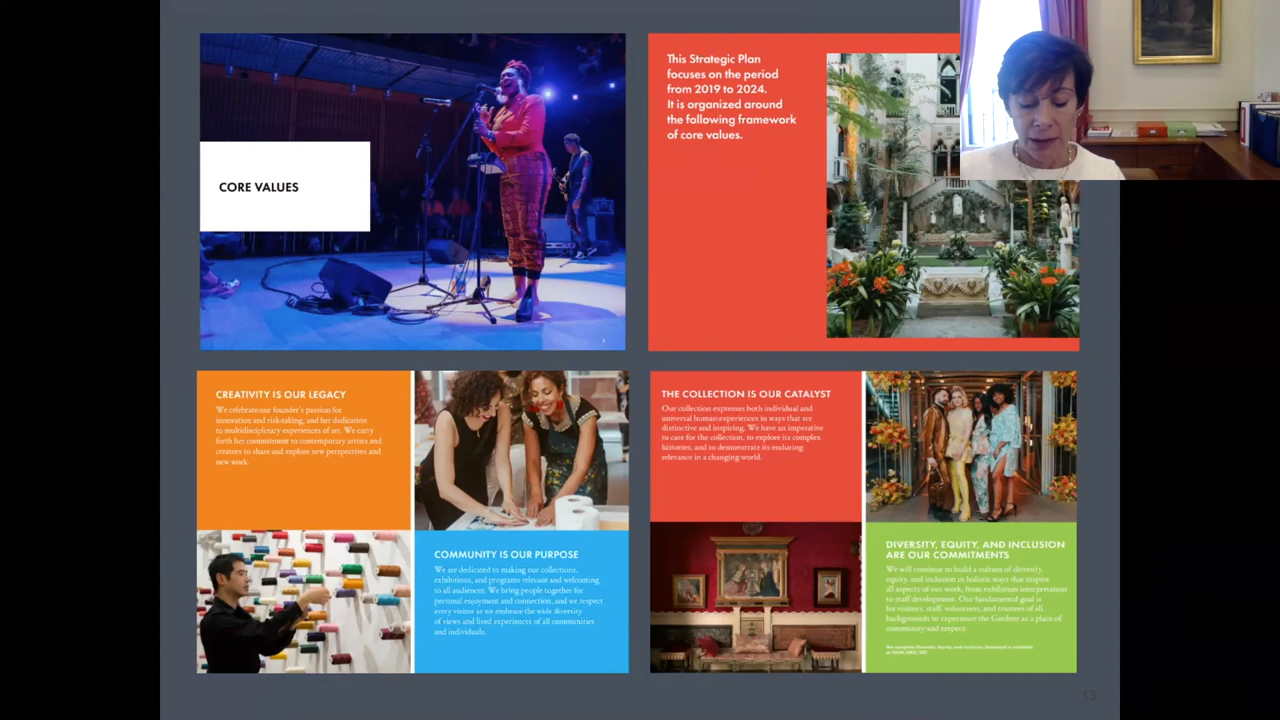 CORE VALUES
This Strategic Plan
focuses on the period
from 2019 to 2024.
It is organized around
the following framework
of core values.
CREATIVITY IS OUR LEGACY
We celebrate our founder's passion for
innovation and risk-taking, and her dedication
to multidisciplinary experiences of art. We carry
forth her commitment to contemporary artists and
creators to share and explore new perspectives and
new work.
COMMUNITY IS OUR PURPOSE
We are dedicated to making our collections,
exhibitions, and programs relevant and welcoming
to all audiences. We bring people together for
personal enjoyment and connection, and we respect
every visitor as we embrace the wide diversity
of views and lived experiences of all communities
and individuals.
THE COLLECTION IS OUR CATALYST
Our collection expresses both individual and
universal human experiences in ways that are
distinctive and inspiring. We have an imperative
to care for the collection, to explore its complex
histories, and to demonstrate its enduring
relevance in a changing world.
DIVERSITY, EQUITY, AND INCLUSION
ARE OUR COMMITMENTS
We will continue to build a culture of diversity,
equity, and inclusion in holistic ways that inspire
all aspects of our work, from exhibition interpretation
to staff development. Our fundamental goal is
for visitors, staff, volunteers, and trustees of all
backgrounds to experience the Gardner as a place of
community and respect.
The complete Diversity, Equity, and Inclusion Statement is available
13